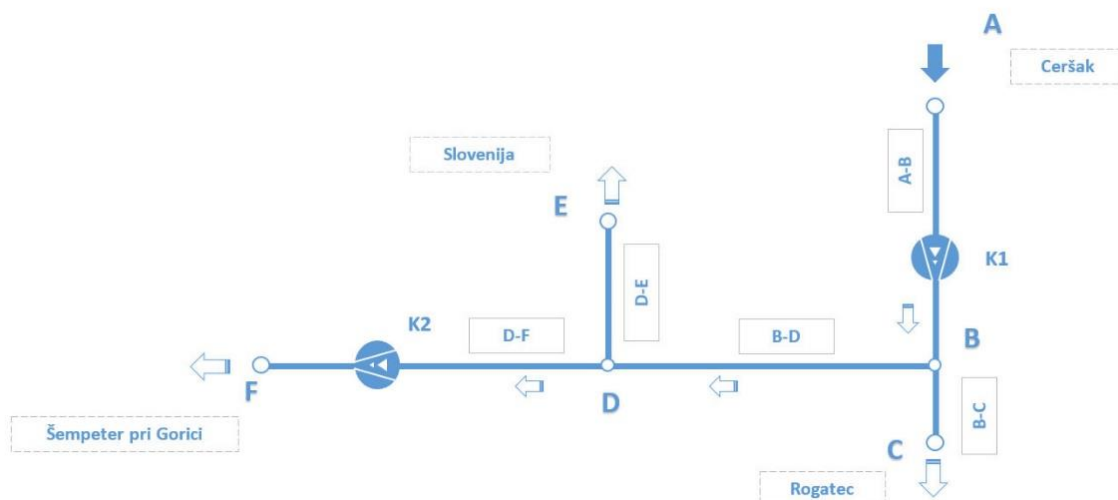 A
Ceršak
Slovenija
A-B
E
K1
D-E
K2
D-F
B-D
B
F
D
Šempeter pri Gorici
B-C
C
Rogatec